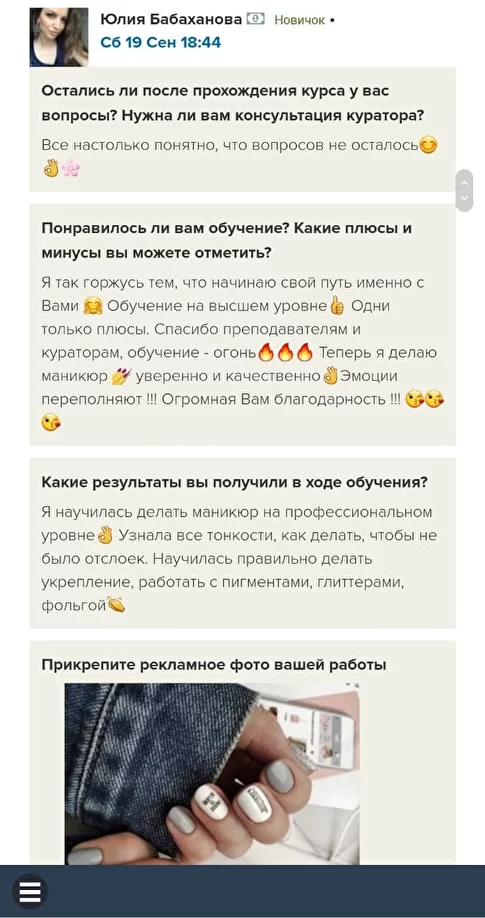 Юлия Бабаханова Новичок •
Сб 19 Сен 18:44
Остались ли после прохождения курса у вас
вопросы? Нужна ли вам консультация куратора?
Все настолько понятно, что вопросов не осталось😊
👌🌸
Понравилось ли вам обучение? Какие плюсы и
минусы вы можете отметить?
Я так горжусь тем, что начинаю свой путь именно с
Вами 🤗 Обучение на высшем уровне👍 Одни
только плюсы. Спасибо преподавателям и
кураторам, обучение - огонь🔥🔥🔥 Теперь я делаю
маникюр 💅 уверенно и качественно👌Эмоции
переполняют !!! Огромная Вам благодарность !!! 😘😘
😘
Какие результаты вы получили в ходе обучения?
Я научилась делать маникюр на профессиональном
уровне👌 Узнала все тонкости, как делать, чтобы не
было отслоек. Научилась правильно делать
укрепление, работать с пигментами, глиттерами,
фольгой👏
Прикрепите рекламное фото вашей работы